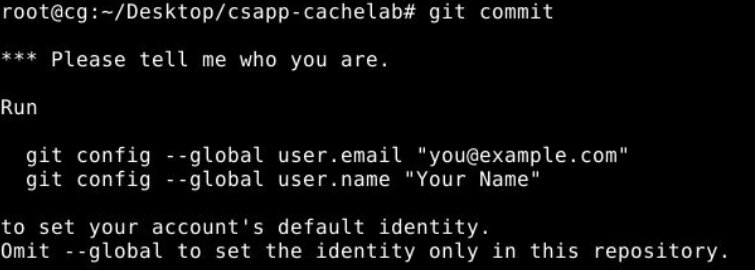 root@cg:~/Desktop/csapp-cachelab# git commit
*** Please tell me who you are.
Run
git config --global user.email "you@example.com"
git config --global user.name "Your Name"
to set your account's default identity.
Omit --global to set the identity only in this repository.